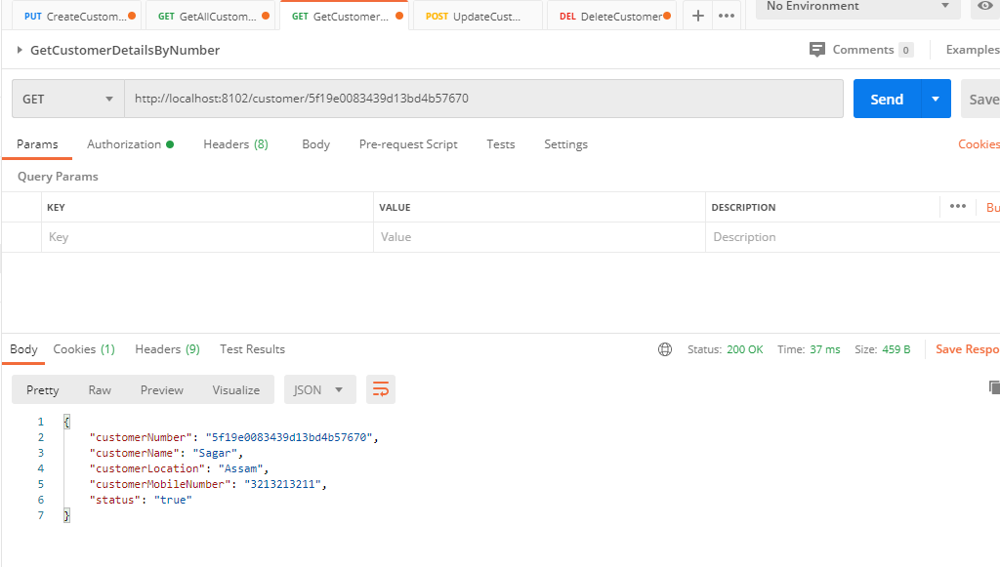 PUT CreateCustom... GET GetAllCustom... GET GetCustomer... POST UpdateCust... DEL DeleteCustomer + ••• No Environment
GetCustomerDetailsByNumber Comments 0 Examples
GET http://localhost:8102/customer/5f19e0083439d13bd4b57670 Send Save
Params Authorization Headers (8) Body Pre-request Script Tests Settings Cookies
Query Params
KEY VALUE DESCRIPTION ••• Bu
Key Value Description
Body Cookies (1) Headers (9) Test Results Status: 200 OK Time: 37 ms Size: 459 B Save Respo
Pretty Raw Preview Visualize JSON
1 {
2 "customerNumber": "5f19e0083439d13bd4b57670",
3 "customerName": "Sagar",
4 "customerLocation": "Assam",
5 "customerMobileNumber": "3213213211",
6 "status": "true"
7 }